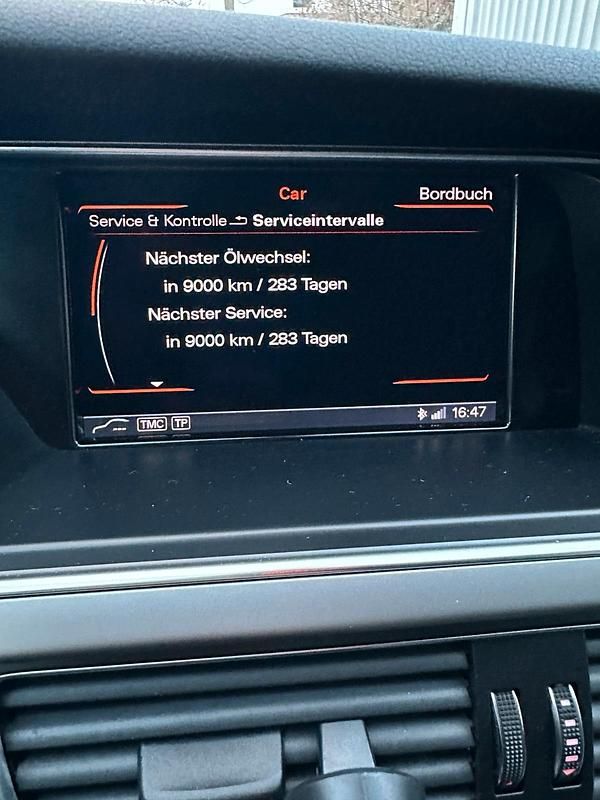 Car
Bordbuch
Service & Kontrolle Serviceintervalle
Nächster Ölwechsel:
in 9000 km / 283 Tagen
Nächster Service:
in 9000 km / 283 Tagen
TMC TP 16:47